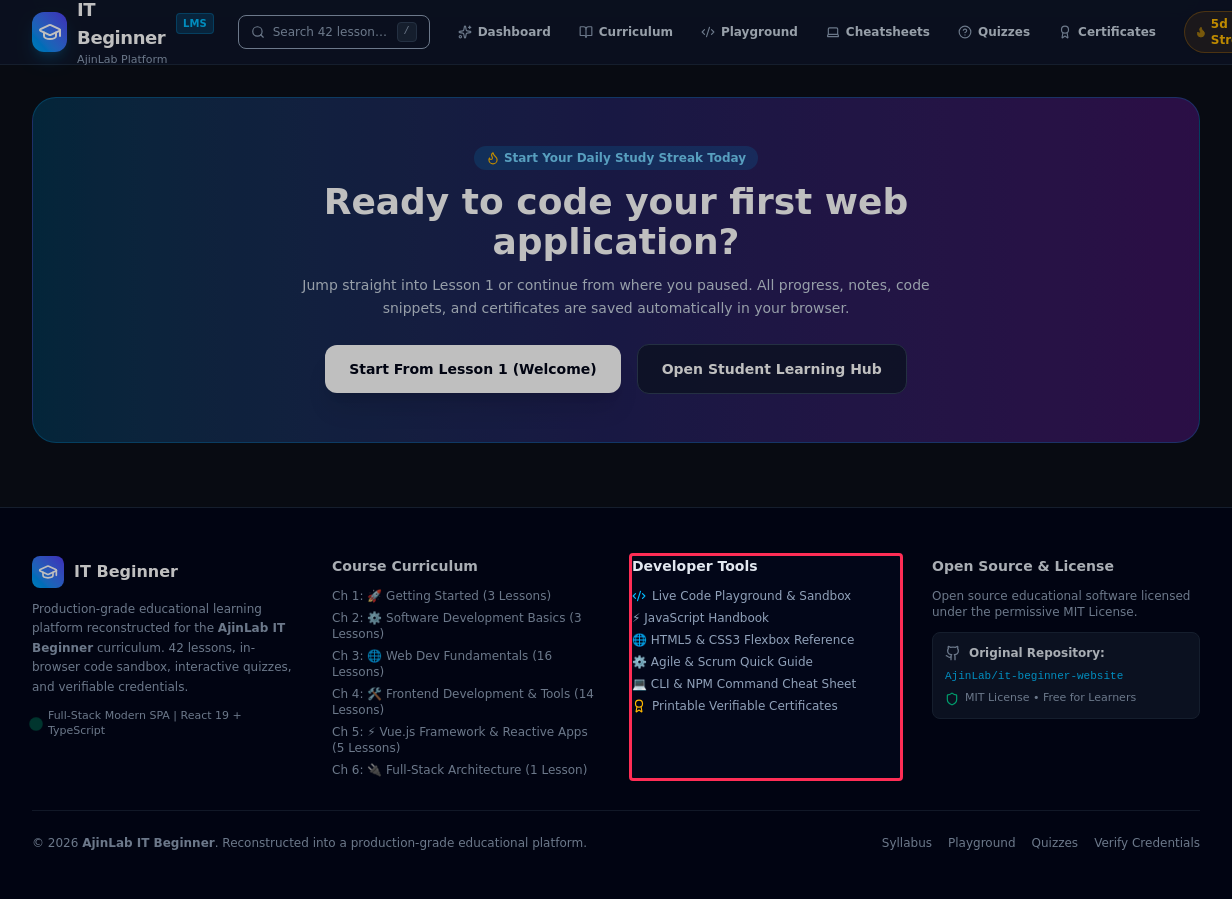 IT
Beginner
LMS
AjinLab Platform
Search 42 lesson...
/
Dashboard
Curriculum
Playground
Cheatsheets
Quizzes
Certificates
5d
🔥 Start Your Daily Study Streak Today
Ready to code your first web
application?
Jump straight into Lesson 1 or continue from where you paused. All progress, notes, code
snippets, and certificates are saved automatically in your browser.
Start From Lesson 1 (Welcome)
Open Student Learning Hub
IT Beginner
Production-grade educational learning
platform reconstructed for the AjinLab IT
Beginner curriculum. 42 lessons, in-
browser code sandbox, interactive quizzes,
and verifiable credentials.
Full-Stack Modern SPA | React 19 +
TypeScript
Course Curriculum
Ch 1: 🚀 Getting Started (3 Lessons)
Ch 2: ⚙️ Software Development Basics (3
Lessons)
Ch 3: 🌐 Web Dev Fundamentals (16
Lessons)
Ch 4: 🛠️ Frontend Development & Tools (14
Lessons)
Ch 5: ⚡ Vue.js Framework & Reactive Apps
(5 Lessons)
Ch 6: 🔌 Full-Stack Architecture (1 Lesson)
Developer Tools
Live Code Playground & Sandbox
⚡ JavaScript Handbook
🌐 HTML5 & CSS3 Flexbox Reference
⚙️ Agile & Scrum Quick Guide
💻 CLI & NPM Command Cheat Sheet
Printable Verifiable Certificates
Open Source & License
Open source educational software licensed
under the permissive MIT License.
Original Repository:
AjinLab/it-beginner-website
MIT License • Free for Learners
© 2026 AjinLab IT Beginner. Reconstructed into a production-grade educational platform.
Syllabus
Playground
Quizzes
Verify Credentials